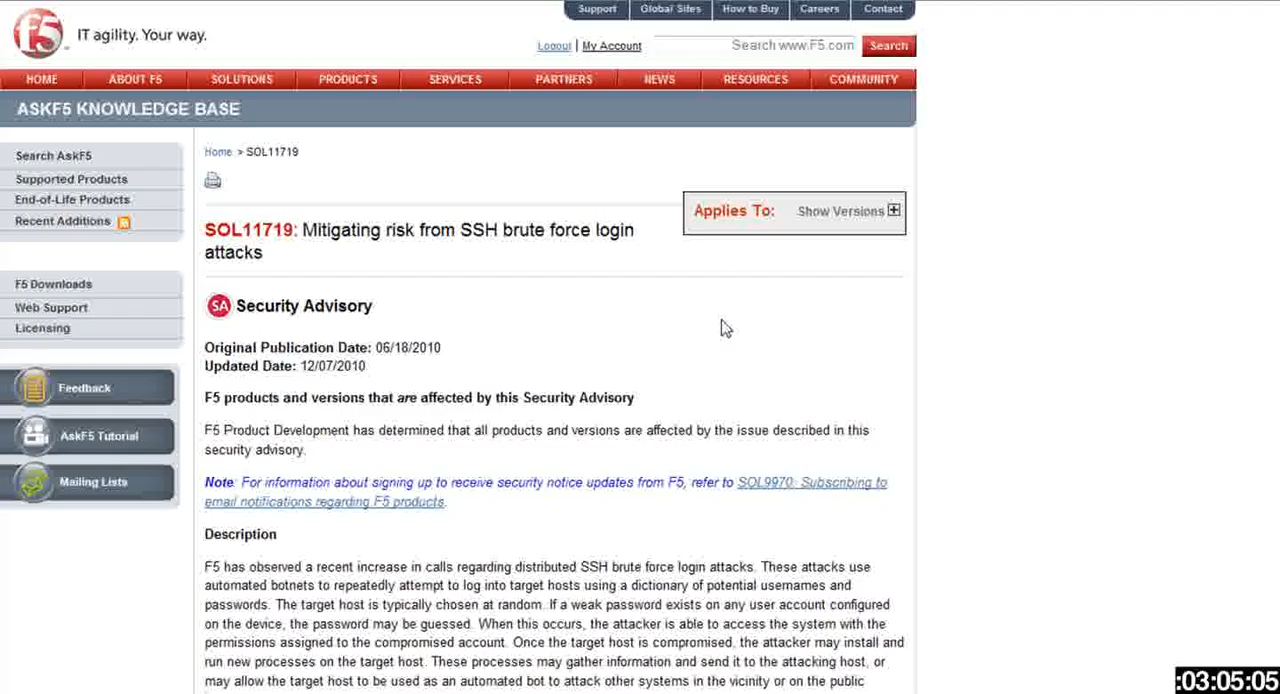 Support
Global Sites
How to Buy
Careers
Contact
f5
IT agility. Your way.
Logout | My Account
Search www.F5.com
Search
HOME
ABOUT F5
SOLUTIONS
PRODUCTS
SERVICES
PARTNERS
NEWS
RESOURCES
COMMUNITY
ASKF5 KNOWLEDGE BASE
Search AskF5
Supported Products
End-of-Life Products
Recent Additions
F5 Downloads
Web Support
Licensing
Feedback
AskF5 Tutorial
Mailing Lists
Home > SOL11719
Applies To: Show Versions
SOL11719: Mitigating risk from SSH brute force login
attacks
SA Security Advisory
Original Publication Date: 06/18/2010
Updated Date: 12/07/2010
F5 products and versions that are affected by this Security Advisory
F5 Product Development has determined that all products and versions are affected by the issue described in this
security advisory.
Note: For information about signing up to receive security notice updates from F5, refer to SOL9970: Subscribing to
email notifications regarding F5 products.
Description
F5 has observed a recent increase in calls regarding distributed SSH brute force login attacks. These attacks use
automated botnets to repeatedly attempt to log into target hosts using a dictionary of potential usernames and
passwords. The target host is typically chosen at random. If a weak password exists on any user account configured
on the device, the password may be guessed. When this occurs, the attacker is able to access the system with the
permissions assigned to the compromised account. Once the target host is compromised, the attacker may install and
run new processes on the target host. These processes may gather information and send it to the attacking host, or
may allow the target host to be used as an automated bot to attack other systems in the vicinity or on the public
:03:05:05